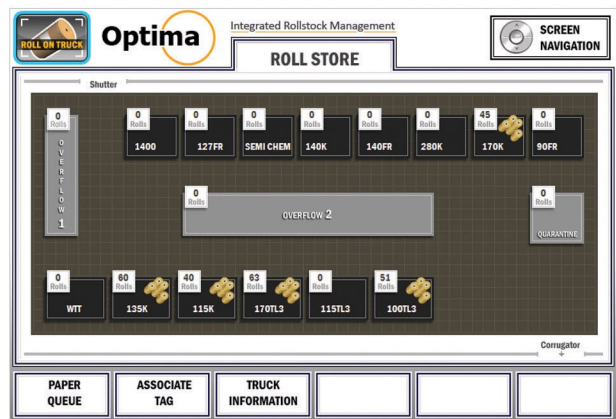 ROLL ON TRUCK
Optima
Integrated Rollstock Management
ROLL STORE
SCREEN
NAVIGATION
Shutter
0
Rolls
OVERFLOW 1
0
Rolls
1400
0
Rolls
127FR
0
Rolls
SEMI CHEM
0
Rolls
140K
0
Rolls
140FR
0
Rolls
280K
45
Rolls
170K
0
Rolls
90FR
0
Rolls
OVERFLOW 2
0
Rolls
QUARANTINE
0
Rolls
WTT
60
Rolls
135K
40
Rolls
115K
63
Rolls
170TL3
0
Rolls
115TL3
51
Rolls
100TL3
Corrugator
PAPER
QUEUE
ASSOCIATE
TAG
TRUCK
INFORMATION